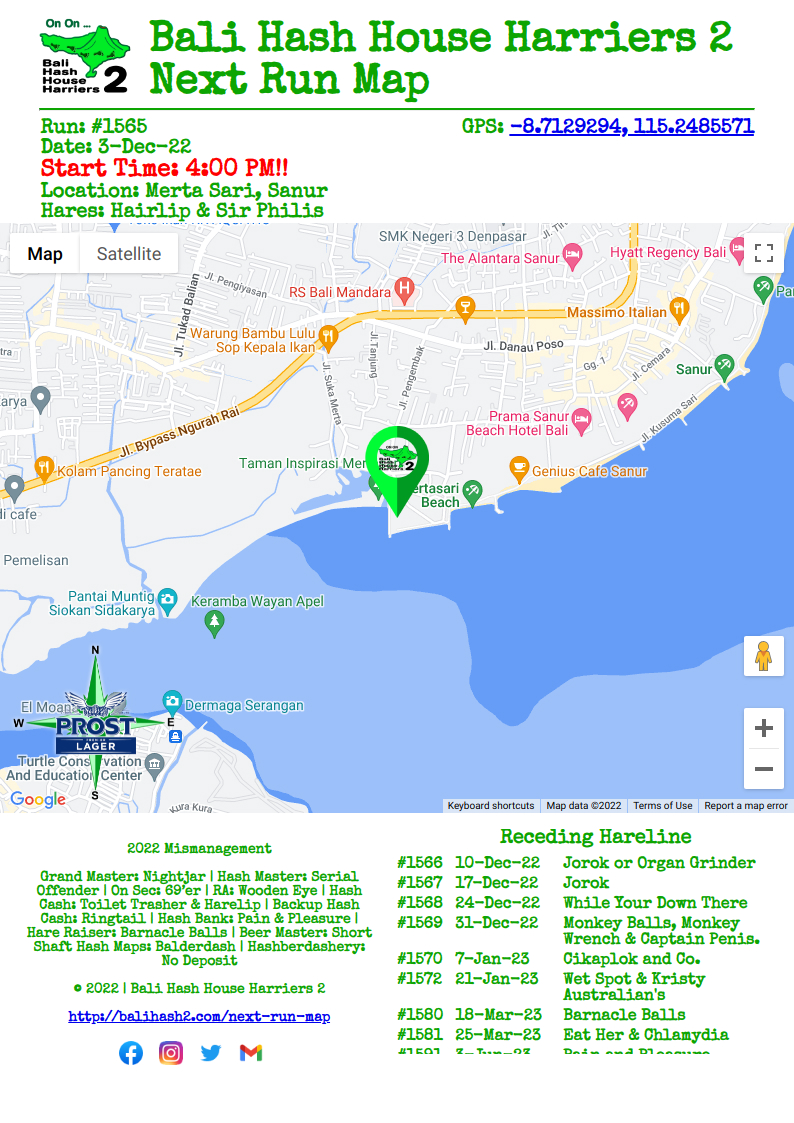 On On ...
Bali
Hash
House
Harriers 2
Bali Hash House Harriers 2
Next Run Map
Run: #1565
GPS: -8.7129294, 115.2485571
Date: 3-Dec-22
Start Time: 4:00 PM!!
Location: Merta Sari, Sanur
Hares: Hairlip & Sir Philis
Map
Satellite
SMK Negeri 3 Denpasar
The Alantara Sanur
Hyatt Regency Bali
Jl. Tukad Balian
Jl. Pengiyasan
RS Bali Mandara
H
Massimo Italian
Warung Bambu Lulu
Sop Kepala Ikan
Jl. Tanjung
Jl. Pengembak
Jl. Danau Poso
Gg. 1
Jl. Cemara
Sanur
Jl. Suka Merta
Jl. Kusuma Sari
Prama Sanur
Beach Hotel Bali
Jl. Bypass Ngurah Rai
Kolam Pancing Teratae
Taman Inspirasi Mer
On On
2
ertasari
Beach
Genius Cafe Sanur
di cafe
Pemelisan
Pantai Muntig
Siokan Sidakarya
Keramba Wayan Apel
N
El Moana
Dermaga Serangan
W
PROST
LAGER
E
Turtle Conservation
And Education Center
S
Kura Kura
Google
Keyboard shortcuts
Map data ©2022
Terms of Use
Report a map error
2022 Mismanagement
Grand Master: Nightjar | Hash Master: Serial
Offender | On Sec: 69'er | RA: Wooden Eye | Hash
Cash: Toilet Trasher & Harelip | Backup Hash
Cash: Ringtail | Hash Bank: Pain & Pleasure |
Hare Raiser: Barnacle Balls | Beer Master: Short
Shaft Hash Maps: Balderdash | Hashberdashery:
No Deposit
© 2022 | Bali Hash House Harriers 2
http://balihash2.com/next-run-map
Receding Hareline
#1566 10-Dec-22 Jorok or Organ Grinder
#1567 17-Dec-22 Jorok
#1568 24-Dec-22 While Your Down There
#1569 31-Dec-22 Monkey Balls, Monkey
Wrench & Captain Penis.
#1570 7-Jan-23 Cikaplok and Co.
#1572 21-Jan-23 Wet Spot & Kristy
Australian's
#1580 18-Mar-23 Barnacle Balls
#1581 25-Mar-23 Eat Her & Chlamydia
#1591 3-Jun-23 Pain and Pleasure